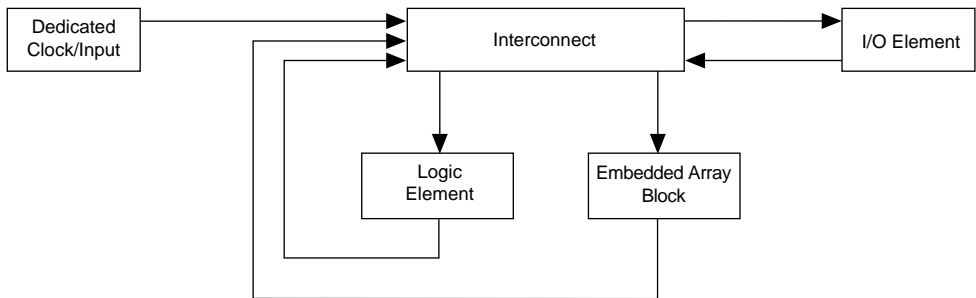 Dedicated
Clock/Input
Interconnect
I/O Element
Logic
Element
Embedded Array
Block